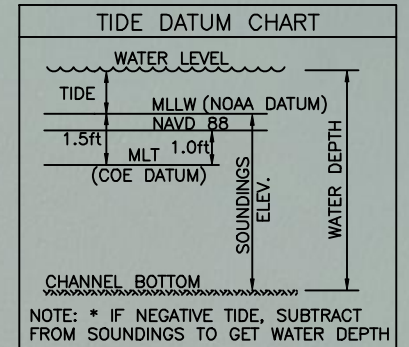 TIDE DATUM CHART
WATER LEVEL
TIDE
MLLW (NOAA DATUM)
NAVD 88
1.5ft
1.0ft
MLT
(COE DATUM)
SOUNDINGS
ELEV.
WATER DEPTH
CHANNEL BOTTOM
NOTE: * IF NEGATIVE TIDE, SUBTRACT
FROM SOUNDINGS TO GET WATER DEPTH